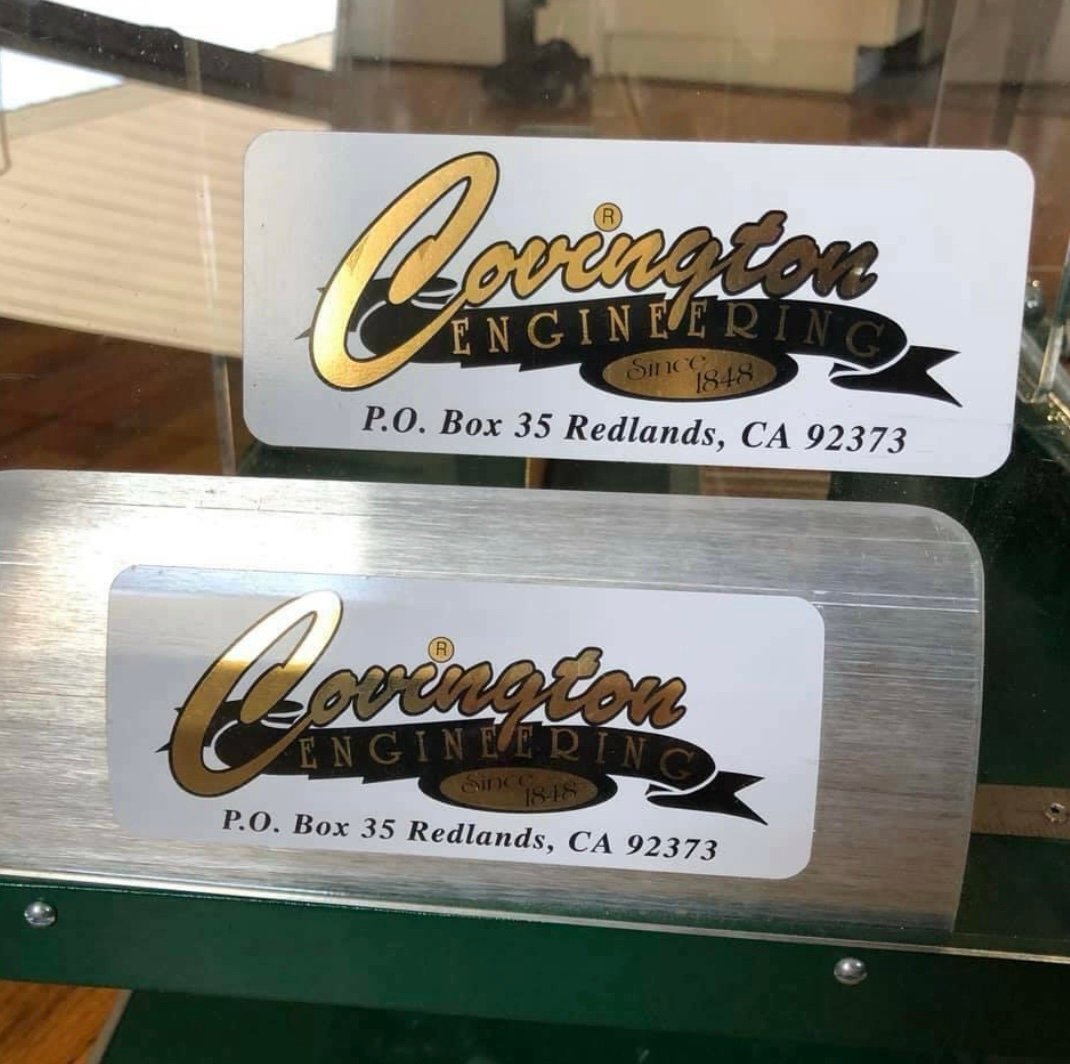 Covington®
ENGINEERING
Since
1848
P.O. Box 35 Redlands, CA 92373
Covington®
ENGINEERING
Since
1848
P.O. Box 35 Redlands, CA 92373